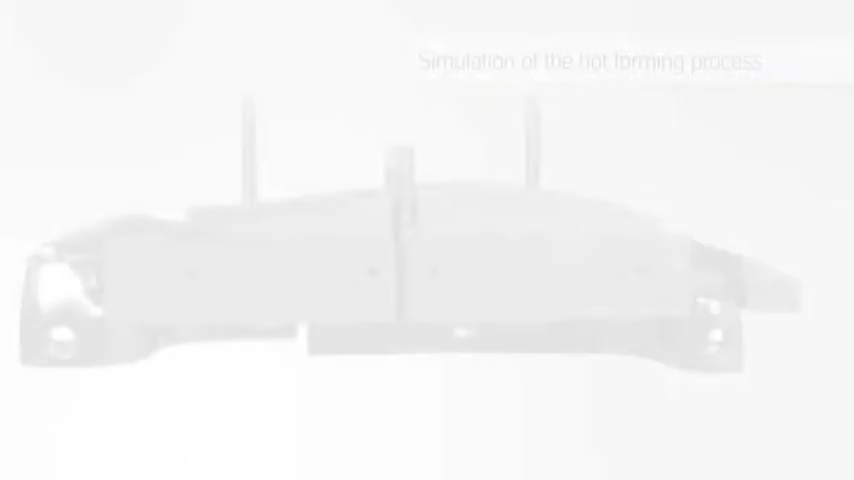 Simulation of the hot forming process